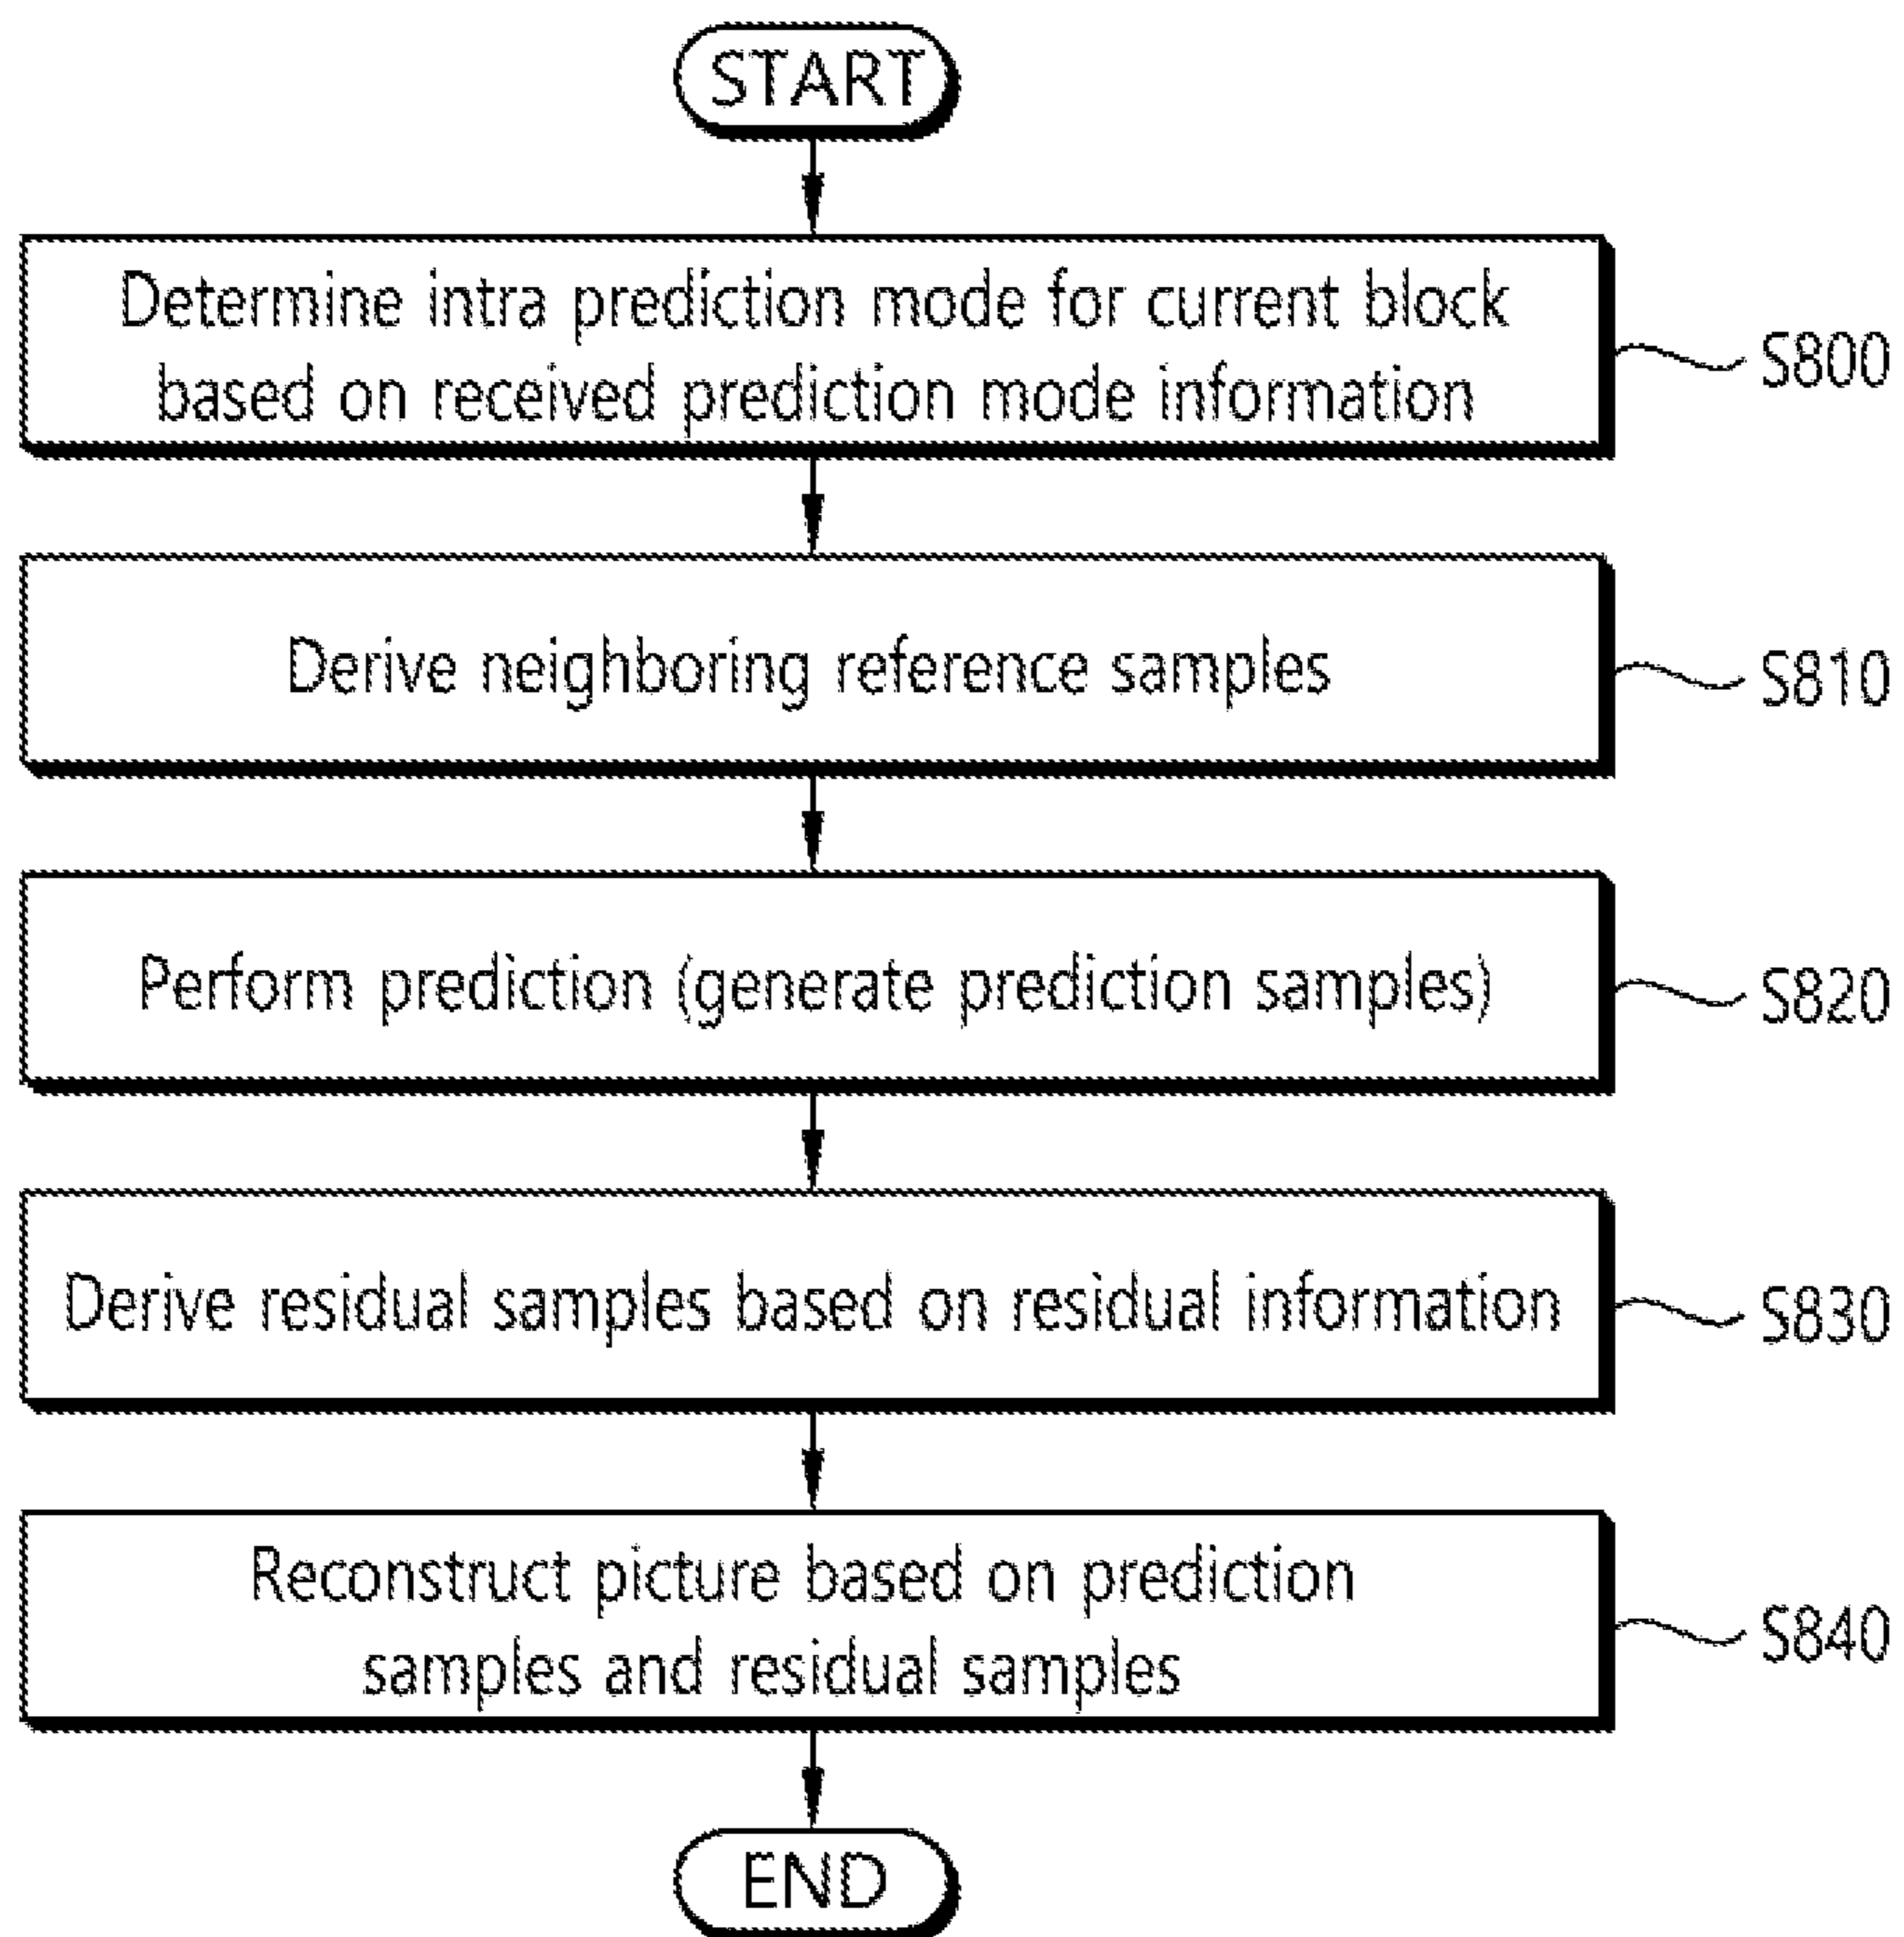 START
Determine intra prediction mode for current block
based on received prediction mode information
S800
Derive neighboring reference samples
S810
Perform prediction (generate prediction samples)
S820
Derive residual samples based on residual information
S830
Reconstruct picture based on prediction
samples and residual samples
S840
END